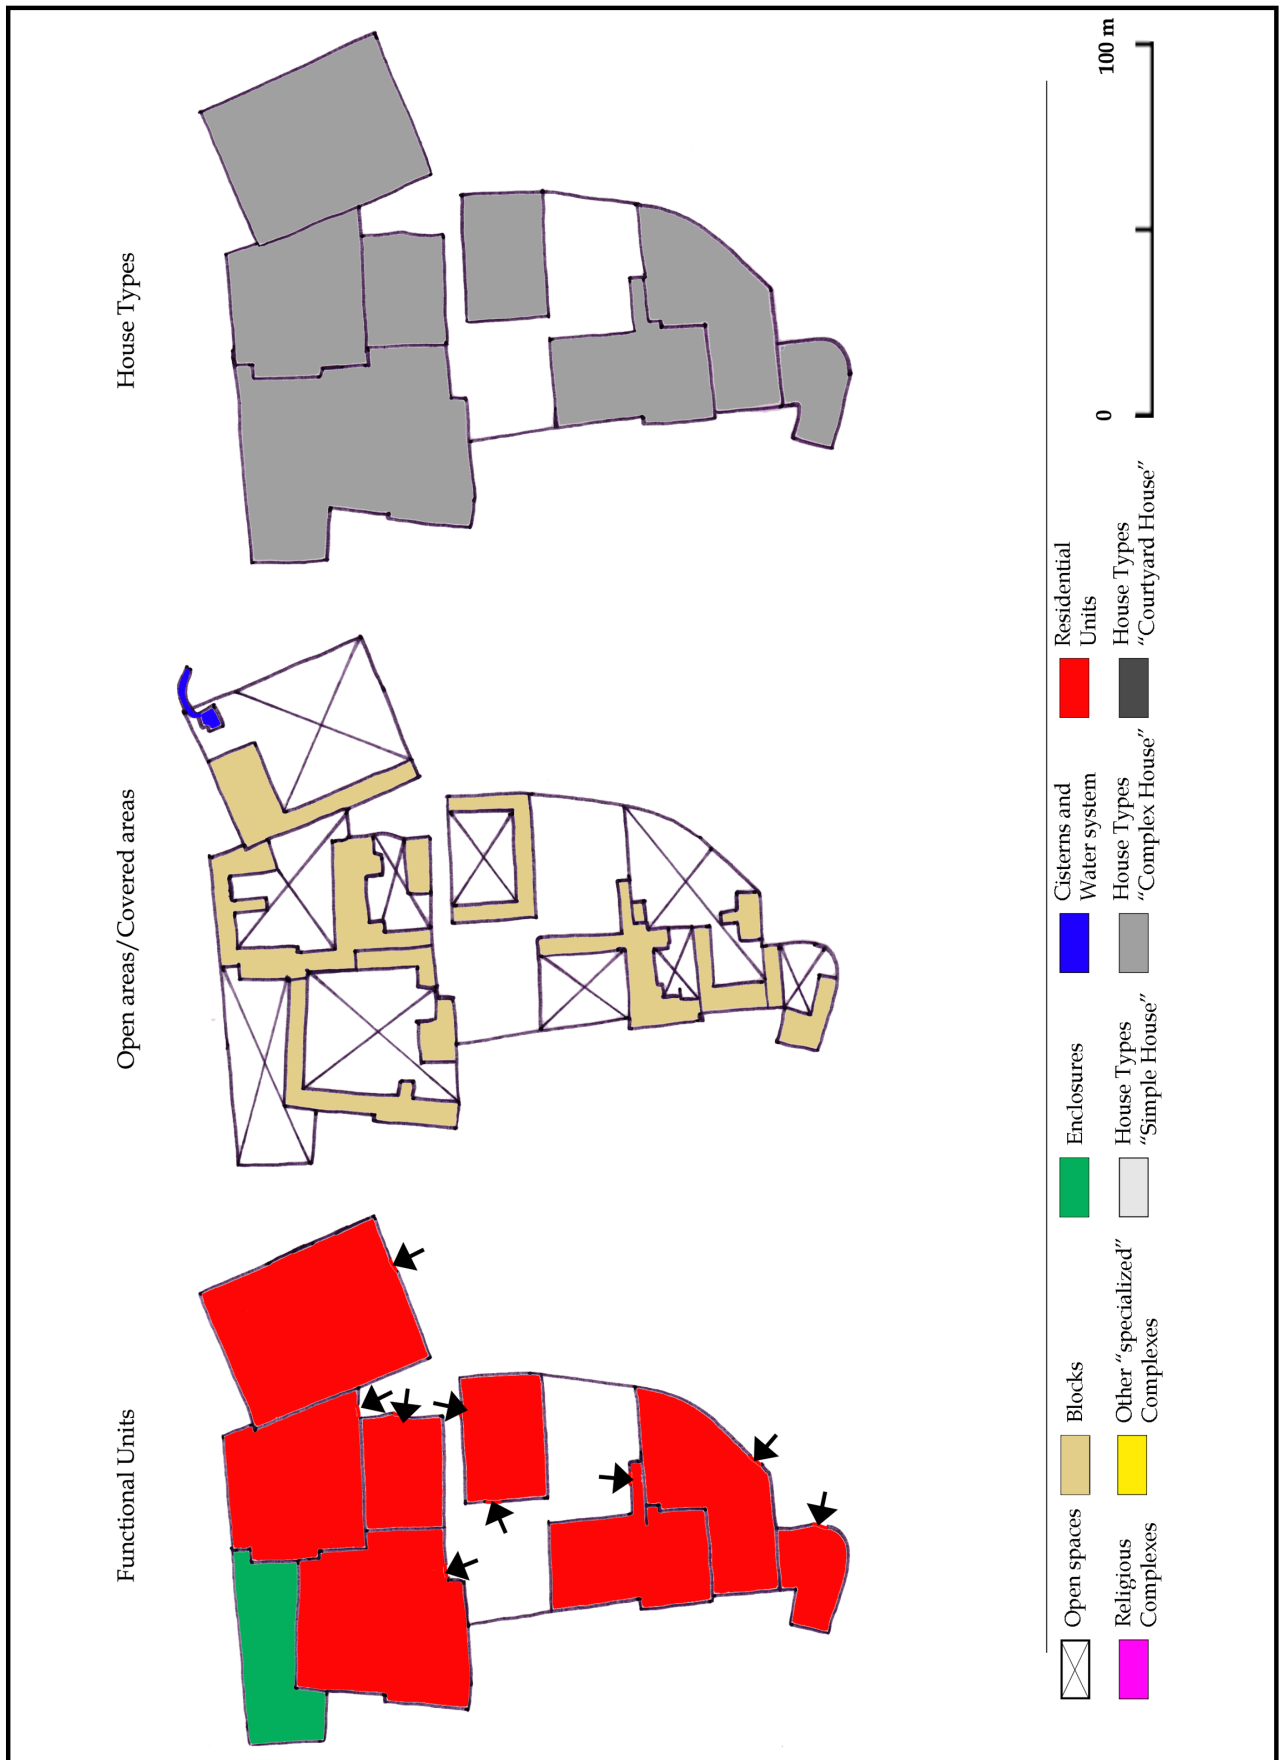 Functional Units
Open areas/Covered areas
House Types
Open spaces
Blocks
Enclosures
Cisterns and
Water system
Residential
Units
Religious
Complexes
Other “specialized”
Complexes
House Types
“Simple House”
House Types
“Complex House”
House Types
“Courtyard House”
0
100 m